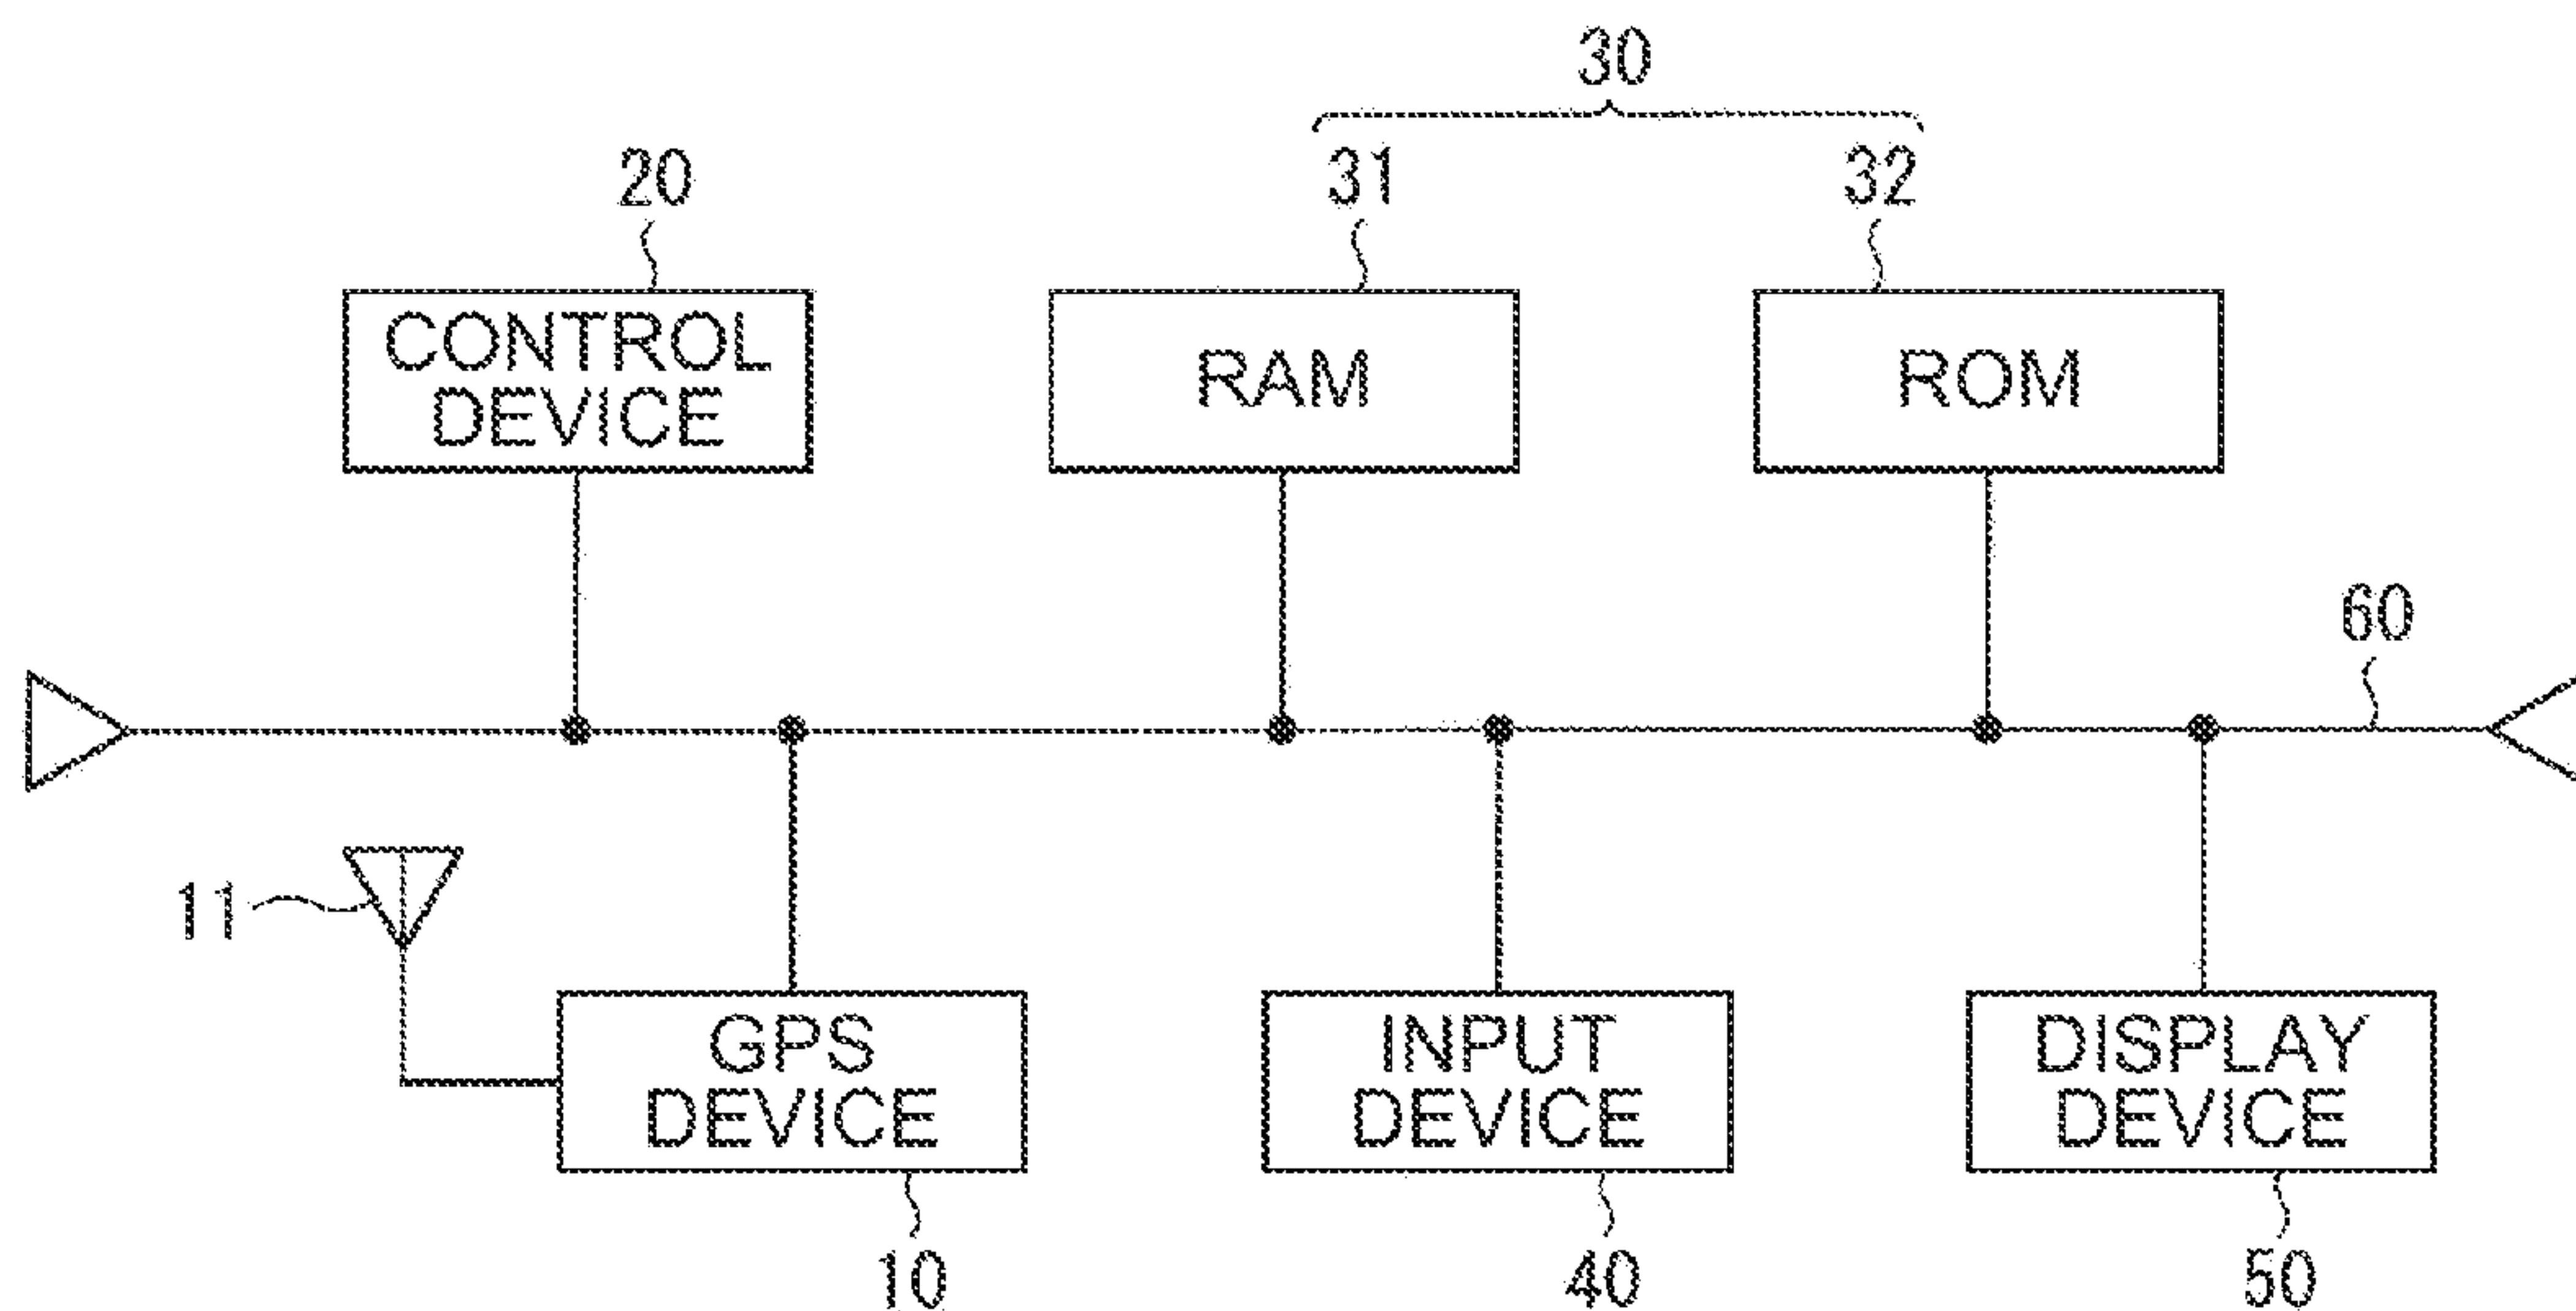 30
20
31
32
CONTROL
DEVICE
RAM
ROM
60
11
GPS
DEVICE
INPUT
DEVICE
DISPLAY
DEVICE
10
40
50